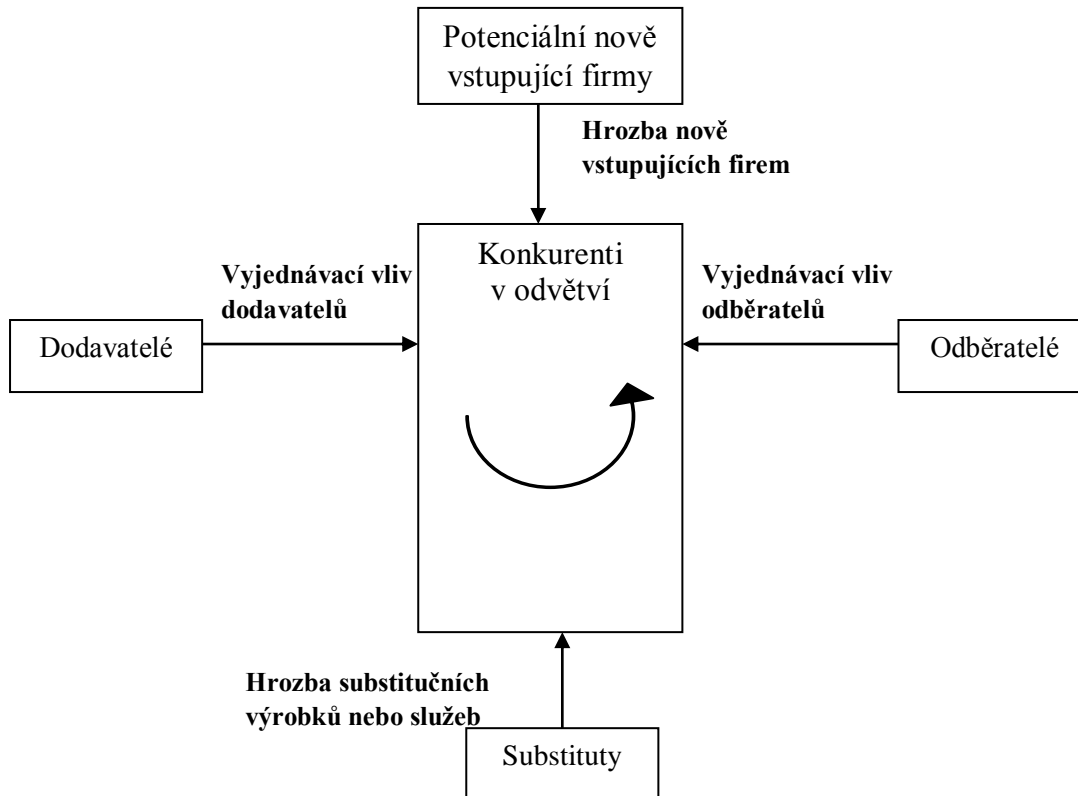 Potenciální nově
vstupující firmy
Hrozba nově
vstupujících firem
Konkurenti
v odvětví
Vyjednávací vliv
dodavatelů
Vyjednávací vliv
odběratelů
Dodavatelé
Odběratelé
Hrozba substitučních
výrobků nebo služeb
Substituty